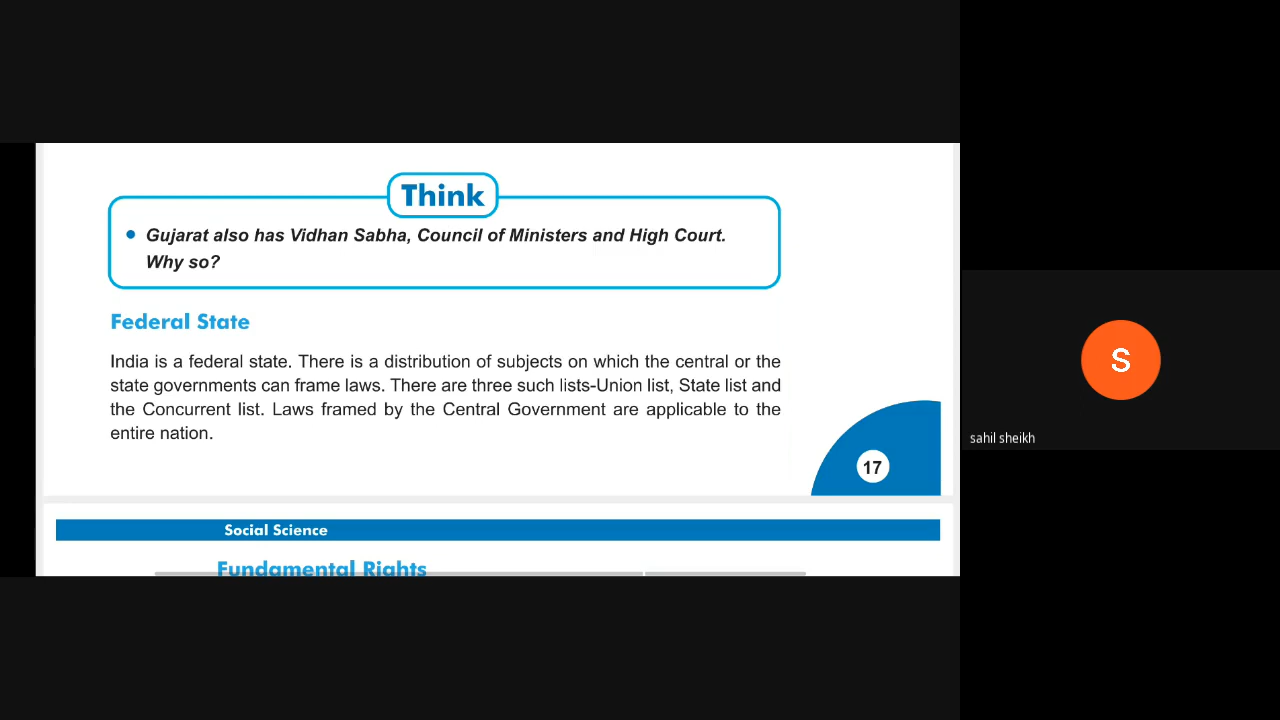 Think
• Gujarat also has Vidhan Sabha, Council of Ministers and High Court.
Why so?
Federal State
India is a federal state. There is a distribution of subjects on which the central or the
state governments can frame laws. There are three such lists-Union list, State list and
the Concurrent list. Laws framed by the Central Government are applicable to the
entire nation.
17
Social Science
Fundamental Rights
S
sahil sheikh